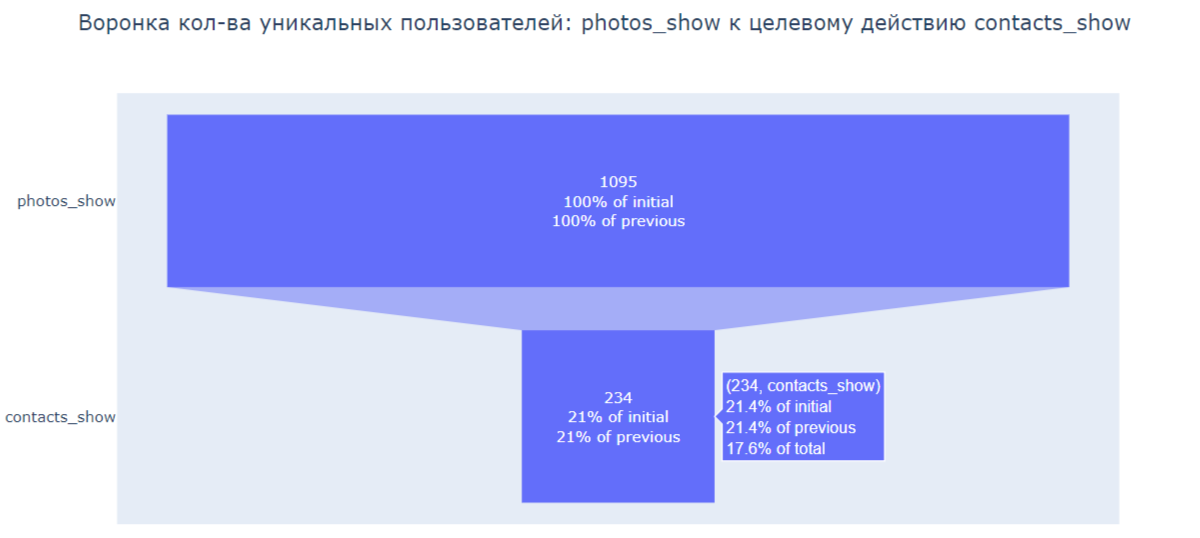 Воронка кол-ва уникальных пользователей: photos_show к целевому действию contacts_show
photos_show
1095
100% of initial
100% of previous
contacts_show
234
21% of initial
21% of previous
(234, contacts_show)
21.4% of initial
21.4% of previous
17.6% of total